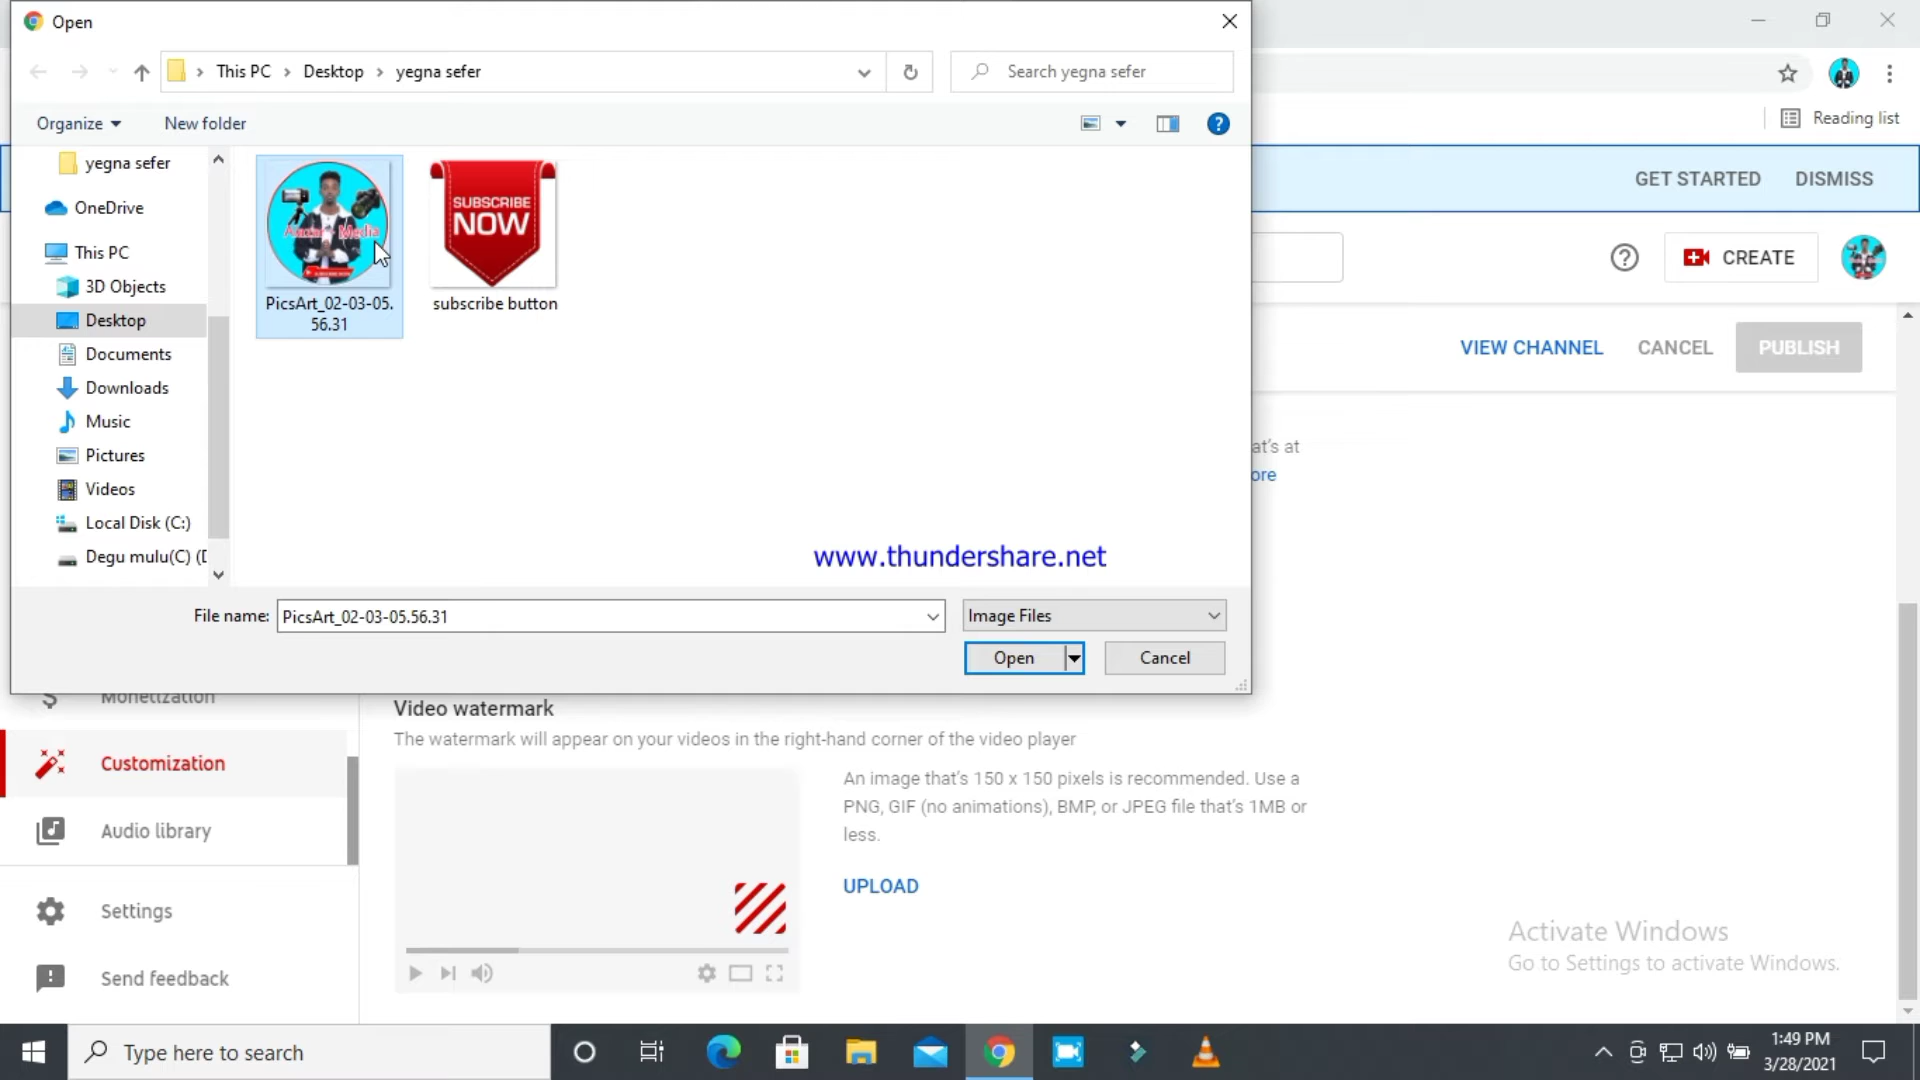 Open
This PC
Desktop
yegna sefer
Search yegna sefer
Reading list
Organize
New folder
GET STARTED
DISMISS
yegna sefer
OneDrive
This PC
3D Objects
Desktop
Documents
Downloads
Music
Pictures
Videos
Local Disk (C:)
Degu mulu(C) (
Media
SUBSCRIBE
NOW
PicsArt_02-03-05.
56.31
subscribe button
CREATE
VIEW CHANNEL
CANCEL
PUBLISH
at's at
ore
www.thundershare.net
File name:
PicsArt_02-03-05.56.31
Image Files
Open
Cancel
Monetization
Customization
Audio library
Settings
Send feedback
Video watermark
The watermark will appear on your videos in the right-hand corner of the video player
An image that's 150 x 150 pixels is recommended. Use a
PNG, GIF (no animations), BMP, or JPEG file that's 1MB or
less.
UPLOAD
Activate Windows
Go to Settings to activate Windows.
Type here to search
1:49 PM
3/28/2021